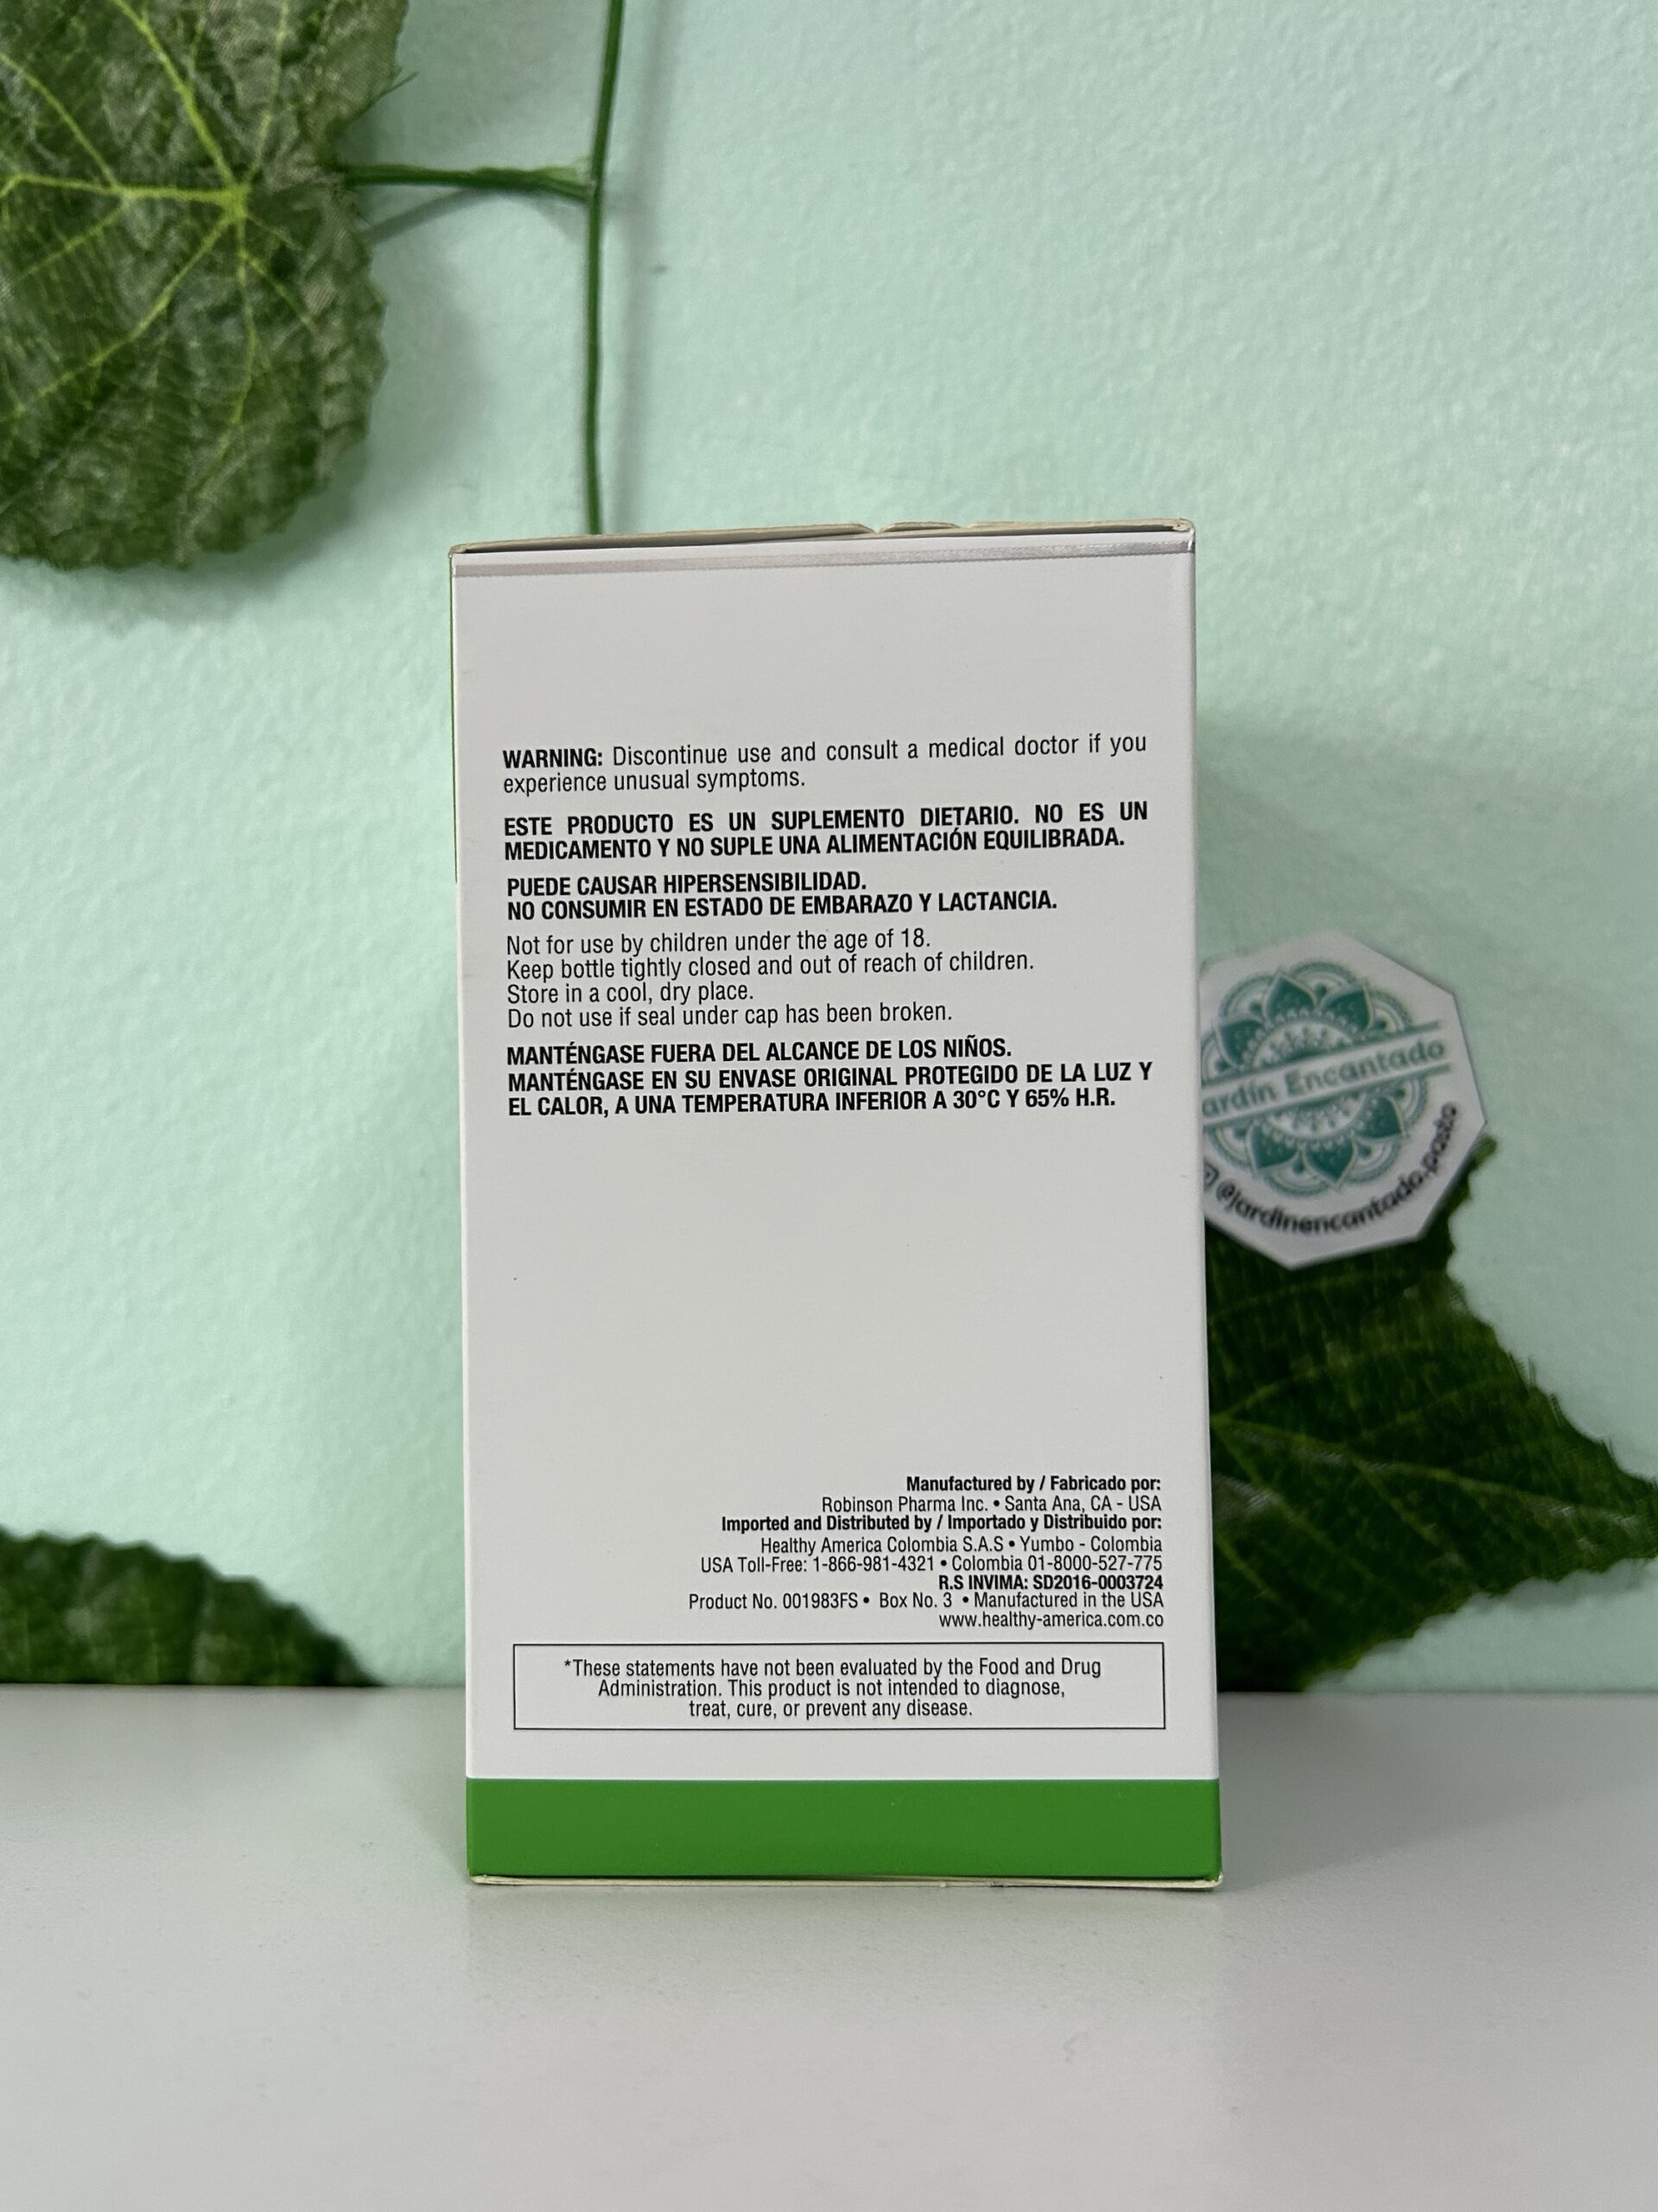 WARNING: Discontinue use and consult a medical doctor if you
experience unusual symptoms.
ESTE PRODUCTO ES UN SUPLEMENTO DIETARIO. NO ES UN
MEDICAMENTO Y NO SUPLE UNA ALIMENTACIÓN EQUILIBRADA.
PUEDE CAUSAR HIPERSENSIBILIDAD.
NO CONSUMIR EN ESTADO DE EMBARAZO Y LACTANCIA.
Not for use by children under the age of 18.
Keep bottle tightly closed and out of reach of children.
Store in a cool, dry place.
Do not use if seal under cap has been broken.
MANTÉNGASE FUERA DEL ALCANCE DE LOS NIÑOS.
MANTÉNGASE EN SU ENVASE ORIGINAL PROTEGIDO DE LA LUZ Y
EL CALOR, A UNA TEMPERATURA INFERIOR A 30°C Y 65% H.R.
Manufactured by / Fabricado por:
Robinson Pharma Inc. • Santa Ana, CA - USA
Imported and Distributed by / Importado y Distribuido por:
Healthy America Colombia S.A.S • Yumbo - Colombia
USA Toll-Free: 1-866-981-4321 • Colombia 01-8000-527-775
R.S INVIMA: SD2016-0003724
Product No. 001983FS • Box No. 3 • Manufactured in the USA
www.healthy-america.com.co
*These statements have not been evaluated by the Food and Drug
Administration. This product is not intended to diagnose,
treat, cure, or prevent any disease.
ardín Encantado
@jardinencantado.pasto